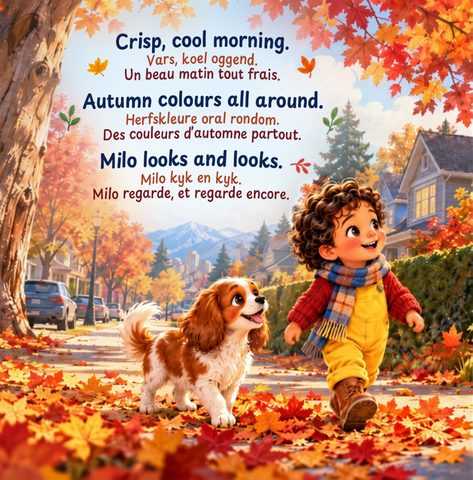 Crisp, cool morning.
Vars, koel oggend.
Un beau matin tout frais.
Autumn colours all around.
Herfskleure oral rondom.
Des couleurs d'automne partout.
Milo looks and looks.
Milo kyk en kyk.
Milo regarde, et regarde encore.